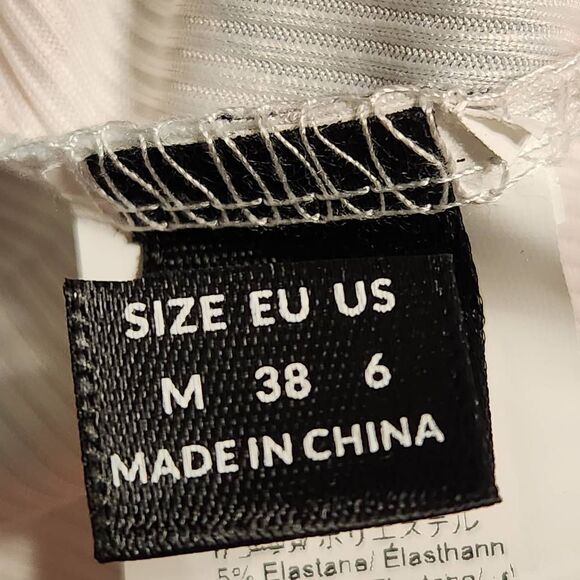 SIZE EU US
M 38 6
MADE IN CHINA
ポリエステル
5% Elastane/ Élasthann